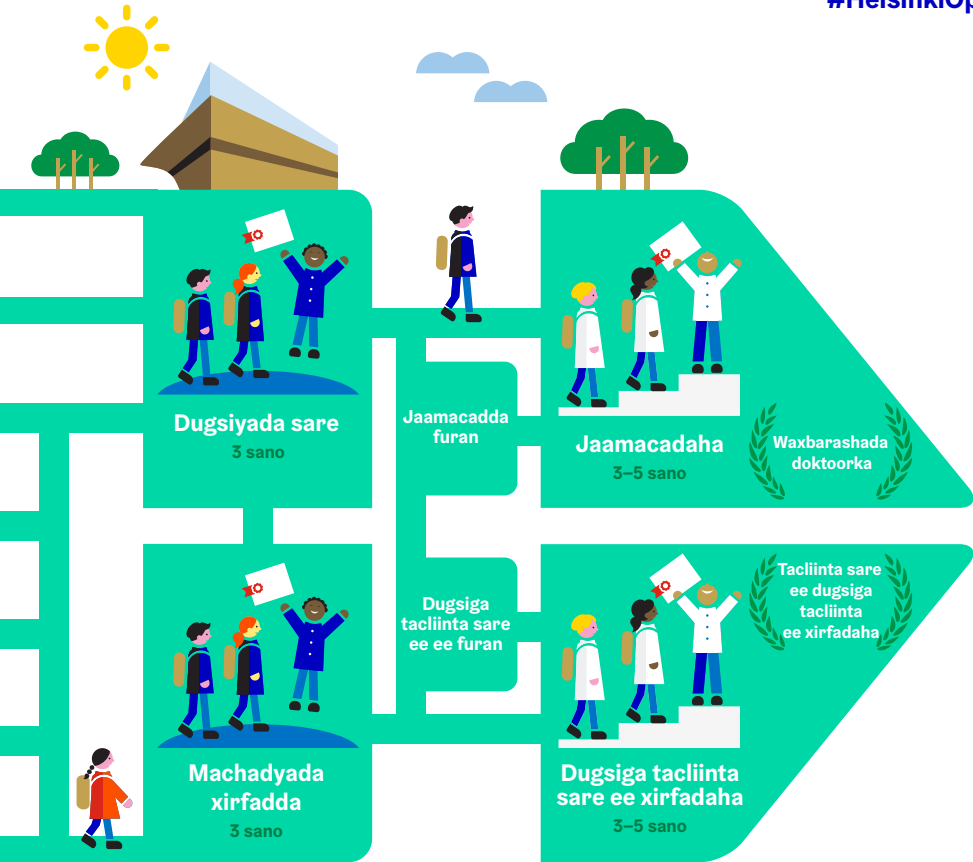 Dugsiyada sare
3 sano
Jaamacadda
furan
Jaamacadaha
3–5 sano
Waxbarashada
doktoorka
Machadyada
xirfadda
3 sano
Dugsiga
tacliinta sare
ee ee furan
Dugsiga tacliinta
sare ee xirfadaha
3–5 sano
Tacliinta sare
ee dugsiga
tacliinta
ee xirfadaha